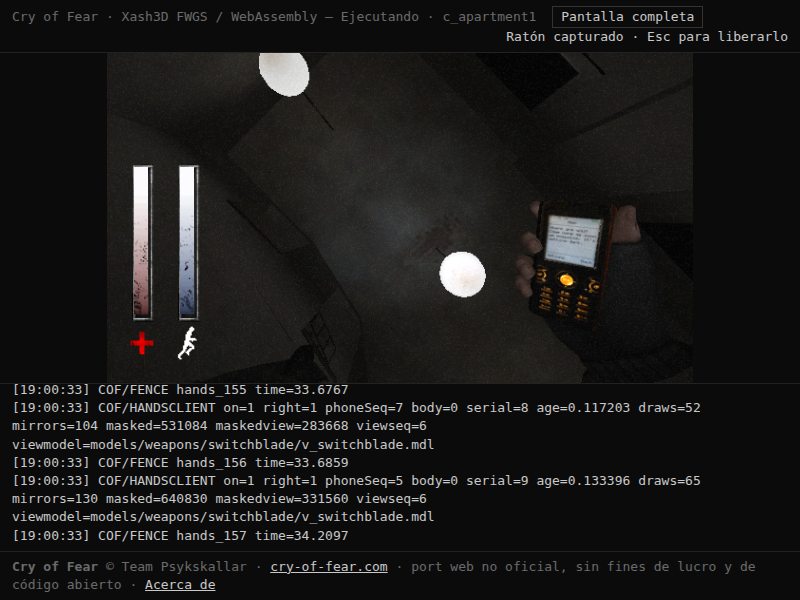 Cry of Fear · Xash3D FWGS / WebAssembly — Ejecutando · c_apartment1 Pantalla completa
Ratón capturado · Esc para liberarlo
[19:00:33] COF/FENCE hands_155 time=33.6767
[19:00:33] COF/HANDSCLIENT on=1 right=1 phoneSeq=7 body=0 serial=8 age=0.117203 draws=52
mirrors=104 masked=531084 maskedview=283668 viewseq=6
viewmodel=models/weapons/switchblade/v_switchblade.mdl
[19:00:33] COF/FENCE hands_156 time=33.6859
[19:00:33] COF/HANDSCLIENT on=1 right=1 phoneSeq=5 body=0 serial=9 age=0.133396 draws=65
mirrors=130 masked=640830 maskedview=331560 viewseq=6
viewmodel=models/weapons/switchblade/v_switchblade.mdl
[19:00:33] COF/FENCE hands_157 time=34.2097
Cry of Fear © Team Psykskallar · cry-of-fear.com · port web no oficial, sin fines de lucro y de
código abierto · Acerca de